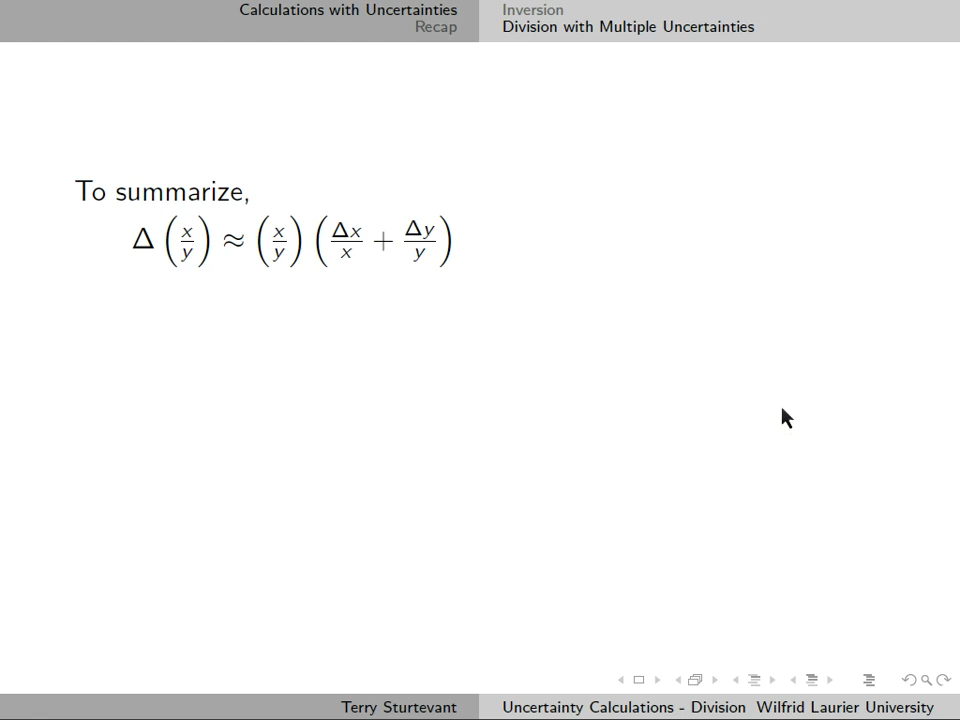 Calculations with Uncertainties
Recap
Inversion
Division with Multiple Uncertainties
To summarize,
Δ (x/y) ≈ (x/y) (Δx/x + Δy/y)
Terry Sturtevant
Uncertainty Calculations - Division Wilfrid Laurier University